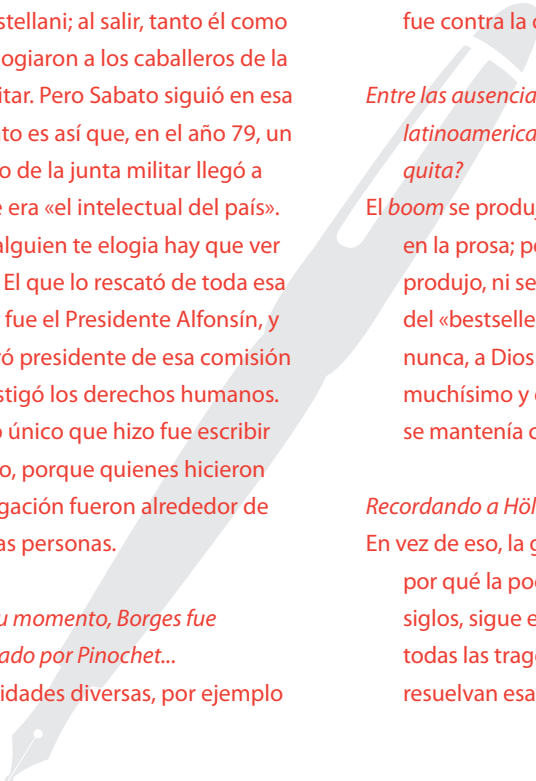 stellani; al salir, tanto él como
logiaron a los caballeros de la
itar. Pero Sabato siguió en esa
nto es así que, en el año 79, un
o de la junta militar llegó a
e era «el intelectual del país».
alguien te elogia hay que ver
El que lo rescató de toda esa
fue el Presidente Alfonsín, y
ró presidente de esa comisión
stigó los derechos humanos.
o único que hizo fue escribir
o, porque quienes hicieron
gación fueron alrededor de
as personas.
u momento, Borges fue
ado por Pinochet...
idades diversas, por ejemplo
fue contra la
Entre las ausencia
latinoamerica
quita?
El boom se produj
en la prosa; p
produjo, ni se
del «bestselle
nunca, a Dios
muchísimo y
se mantenía
Recordando a Höl
En vez de eso, la g
por qué la poe
siglos, sigue e
todas las trag
resuelvan esa